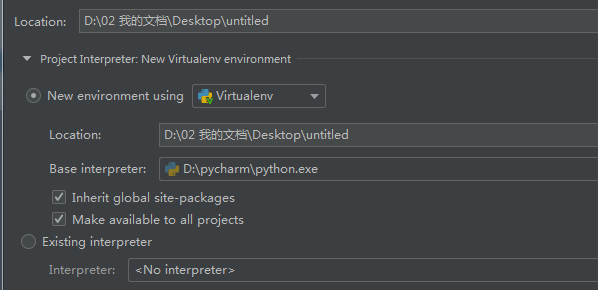 Location: D:\02 我的文档\Desktop\untitled
Project Interpreter: New Virtualenv environment
New environment using Virtualenv
Location: D:\02 我的文档\Desktop\untitled
Base interpreter: D:\pycharm\python.exe
Inherit global site-packages
Make available to all projects
Existing interpreter
Interpreter: <No interpreter>